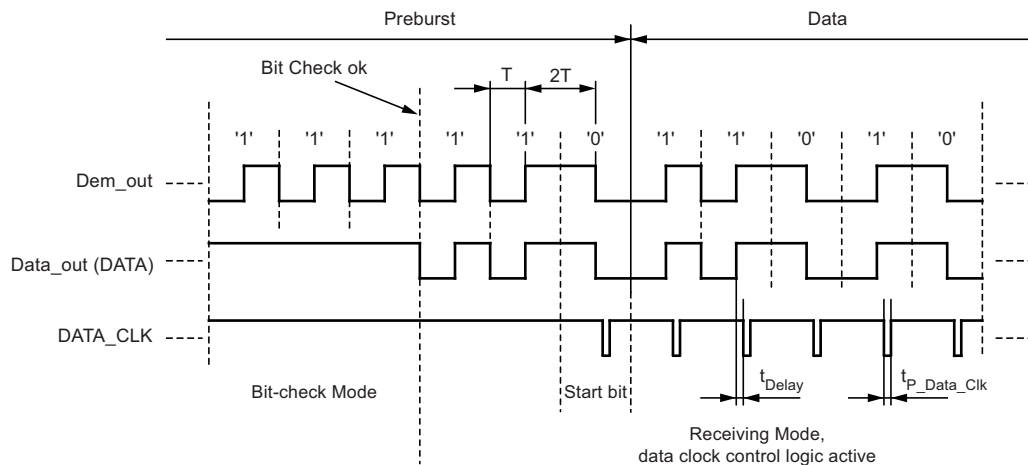 Preburst Data
Bit Check ok
T 2T
'1' '1' '1' '1' '1' '0' '1' '1' '0' '1' '0'
Dem_out
Data_out (DATA)
DATA_CLK
Bit-check Mode Start bit tDelay tP_Data_Clk
Receiving Mode,
data clock control logic active